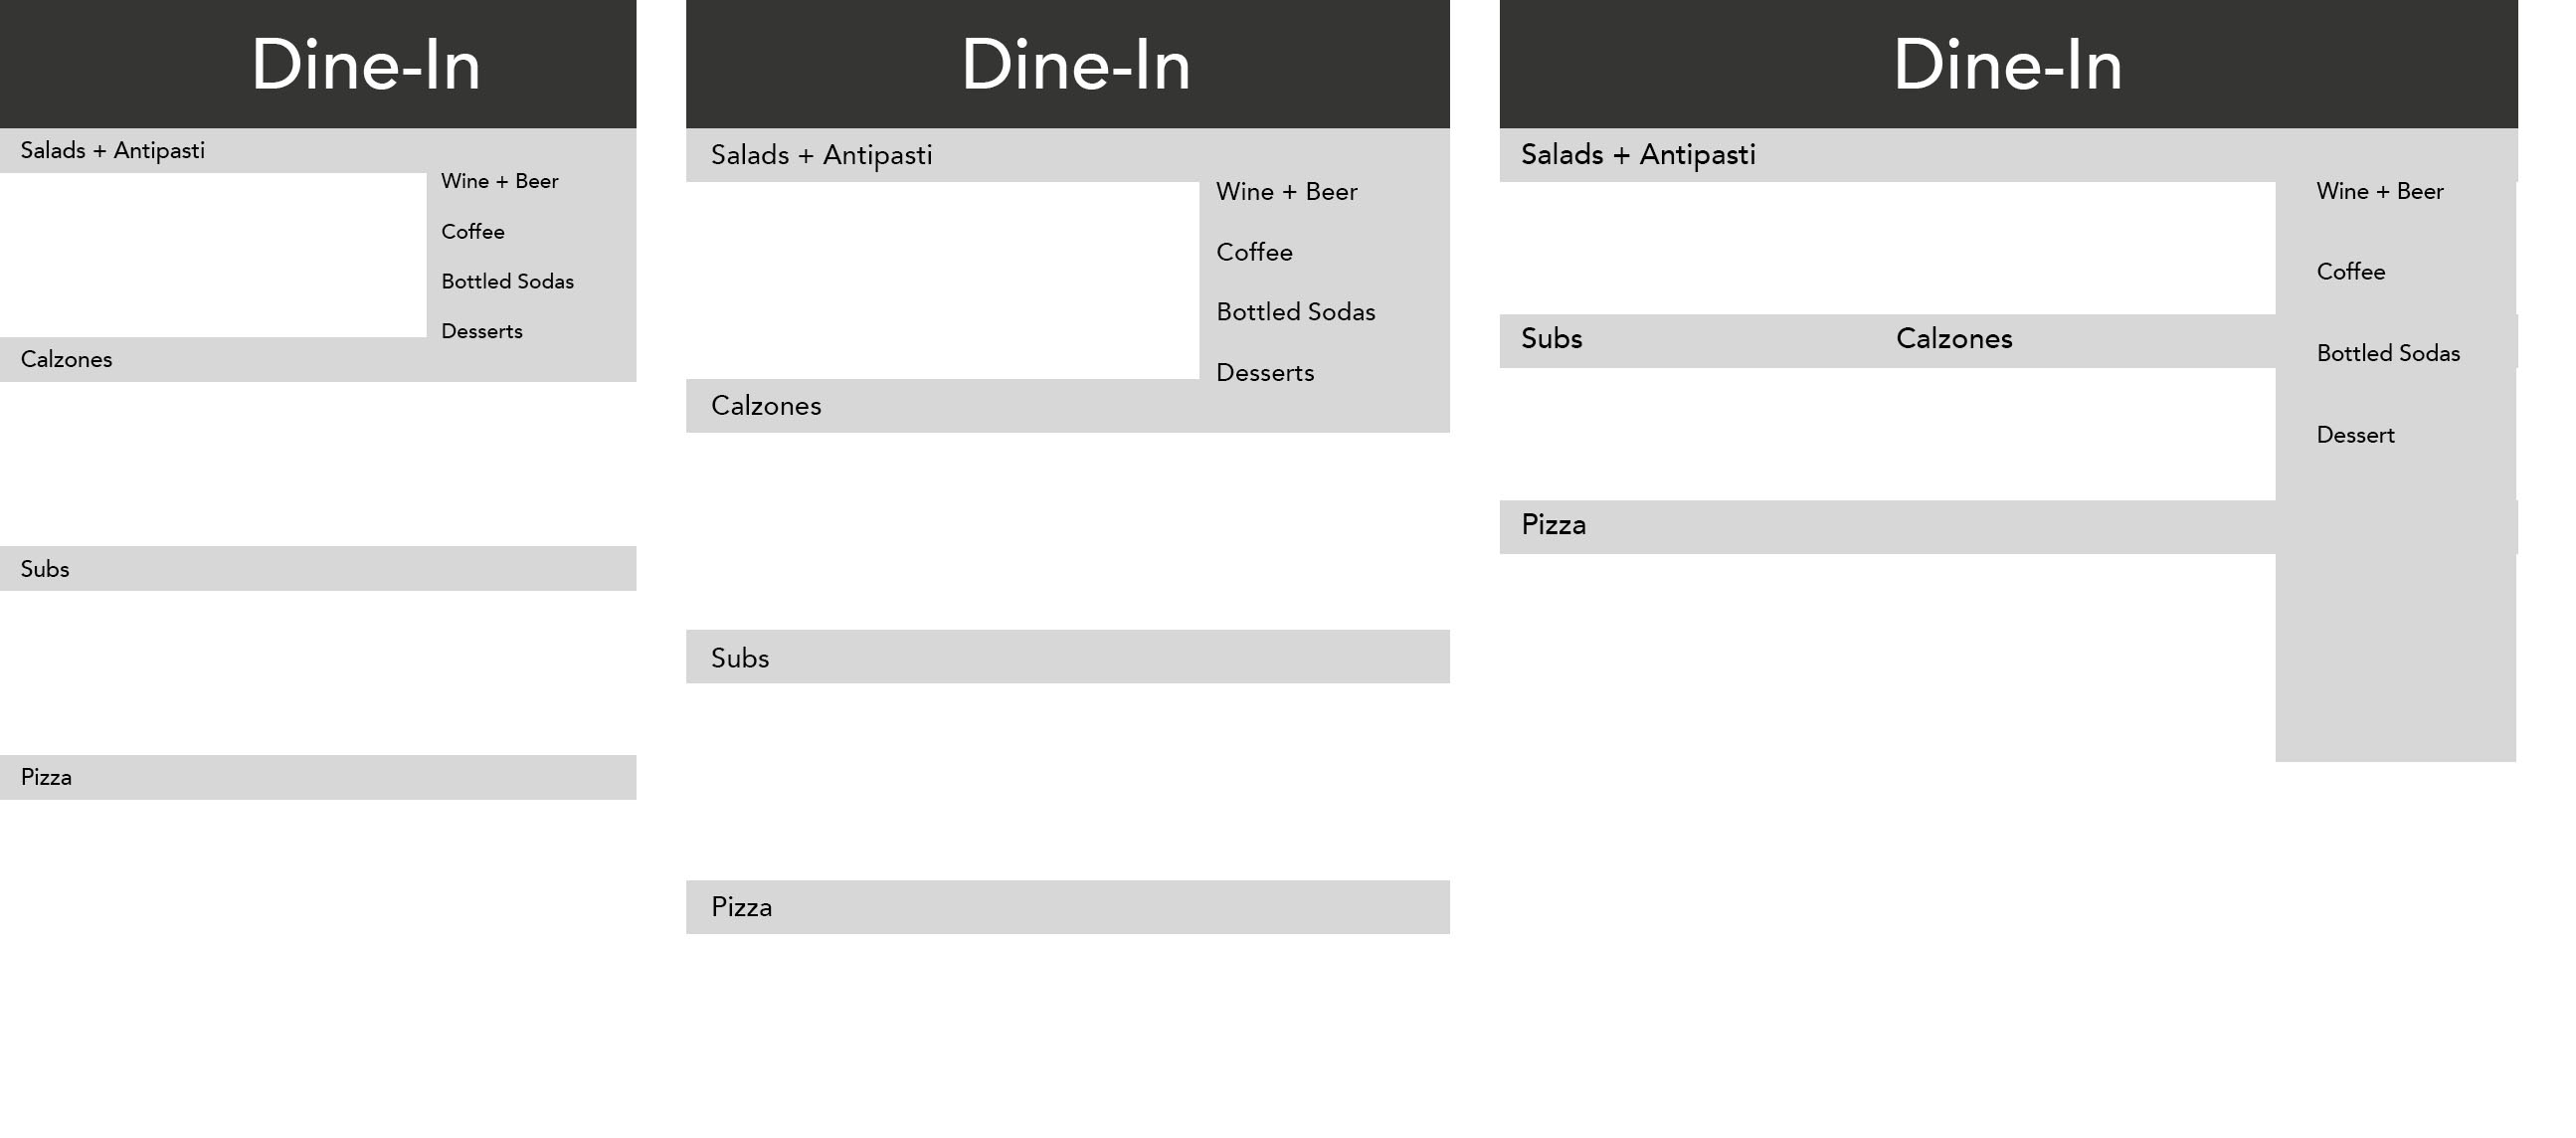 Dine-In
Salads + Antipasti
Wine + Beer
Coffee
Bottled Sodas
Desserts
Calzones
Subs
Pizza
Dine-In
Salads + Antipasti
Wine + Beer
Coffee
Bottled Sodas
Desserts
Calzones
Subs
Pizza
Dine-In
Salads + Antipasti
Wine + Beer
Coffee
Subs Calzones
Bottled Sodas
Dessert
Pizza